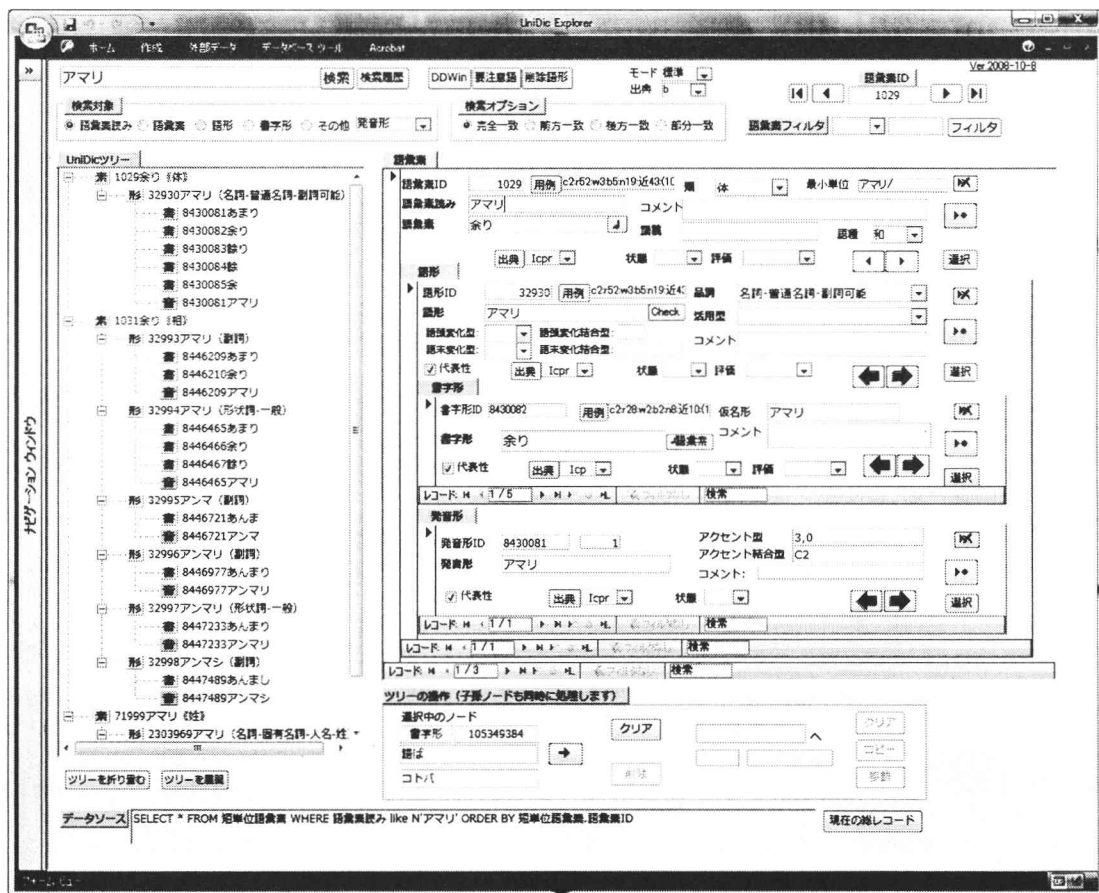 UniDic Explorer
ホーム 作成 外部データ データベース ツール Acrobat
Ver 2008-10-8
アマリ 検索 検索履歴 DDWin 要注意語 削除語形 モード 標準 語彙素ID
出典 b 1029
検索対象 検索オプション
語彙素読み 語彙素 語形 書字形 その他 発音形 完全一致 前方一致 後方一致 部分一致 語彙素フィルタ フィルタ
ナビゲーション ウィンドウ
UniDicツリー
素 1029余り《体》
形 32930アマリ (名詞-普通名詞-副詞可能)
書 8430081あまり
書 8430082余り
書 8430083餘り
書 8430084餘
書 8430085余
音 8430081アマリ
素 1031余り《相》
形 32993アマリ (副詞)
書 8446209あまり
書 8446210余り
音 8446209アマリ
形 32994アマリ (形状詞-一般)
書 8446465あまり
書 8446466余り
書 8446467餘り
音 8446465アマリ
形 32995アンマ (副詞)
書 8446721あんま
音 8446721アンマ
形 32996アンマリ (副詞)
書 8446977あんまり
音 8446977アンマリ
形 32997アンマリ (形状詞-一般)
書 8447233あんまり
音 8447233アンマリ
形 32998アンマシ (副詞)
書 8447489あんまし
音 8447489アンマシ
素 71999アマリ《姓》
形 2303969アマリ (名詞-固有名詞-人名-姓
ツリーを折り畳む ツリーを展開
語彙素
語彙素ID 1029 用例 類 体 最小単位 アマリ/
語彙素読み アマリ コメント
語彙素 余り 語種 和
出典 Icpr 状態 評価 選択
語形
語形ID 32930 用例 品詞 名詞-普通名詞-副詞可能
語形 アマリ Check 活用型
語頭変化型: 語頭変化結合型: コメント
語末変化型: 語末変化結合型:
代表性 出典 Icpr 状態 評価 選択
書字形
書字形ID 8430082 用例 仮名形 アマリ
書字形 余り 語彙素 コメント
代表性 出典 Icp 状態 評価 選択
レコード: 1/5 検索
発音形
発音形ID 8430081 1 アクセント型 3,0
発音形 アマリ アクセント結合型 C2
コメント:
代表性 出典 Icpr 状態 選択
レコード: 1/1 検索
レコード: 1/1 検索
レコード: 1/3 検索
ツリーの操作 (子孫ノードも同時に処理します)
選択中のノード
書字形 105349384 クリア へ クリア
語ば コピー
コトバ 削除 移動
データソース SELECT * FROM 短単位語彙素 WHERE 語彙素読み like N'アマリ' ORDER BY 短単位語彙素.語彙素ID 現在の総レコード
フォーム ビュー